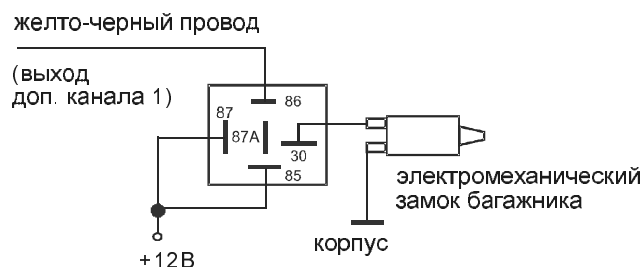 желто-черный провод
(выход
доп. канала 1)
86
87
87А
30
85
электромеханический
замок багажника
корпус
+12В